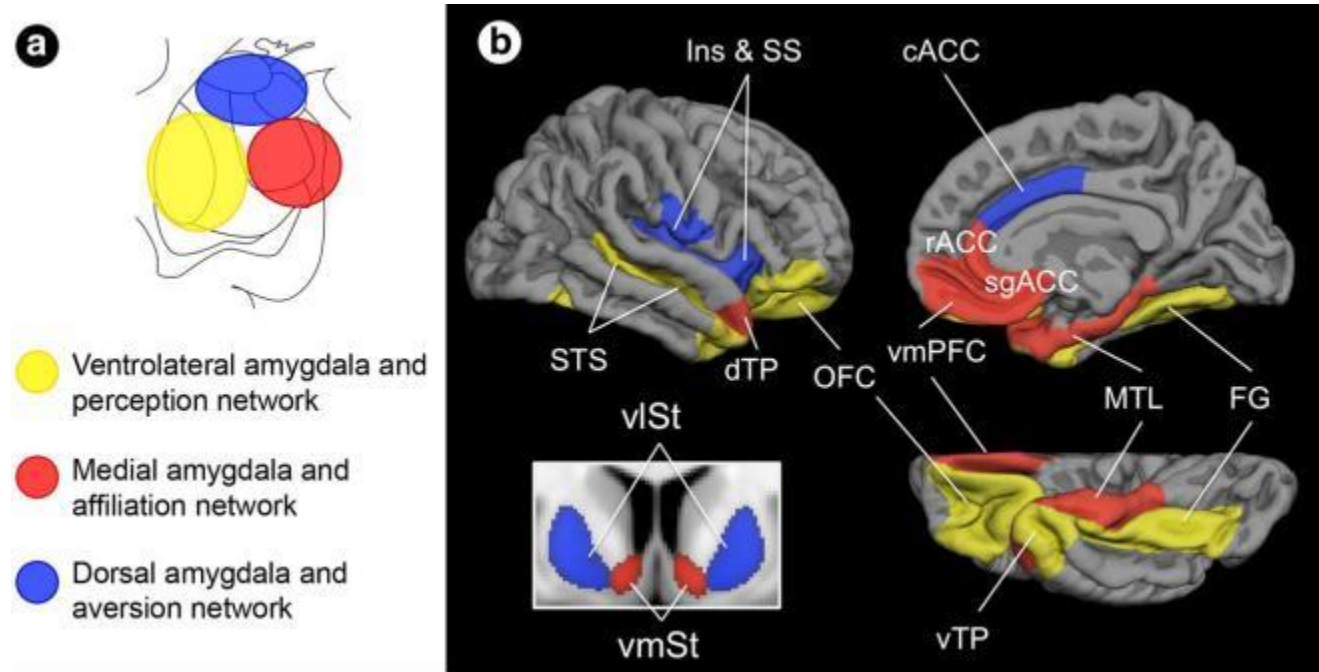 a
Ventrolateral amygdala and
perception network
Medial amygdala and
affiliation network
Dorsal amygdala and
aversion network
b
Ins & SS
cACC
rACC
sgACC
STS
dTP
OFC
vmPFC
MTL
FG
vlSt
vmSt
vTP